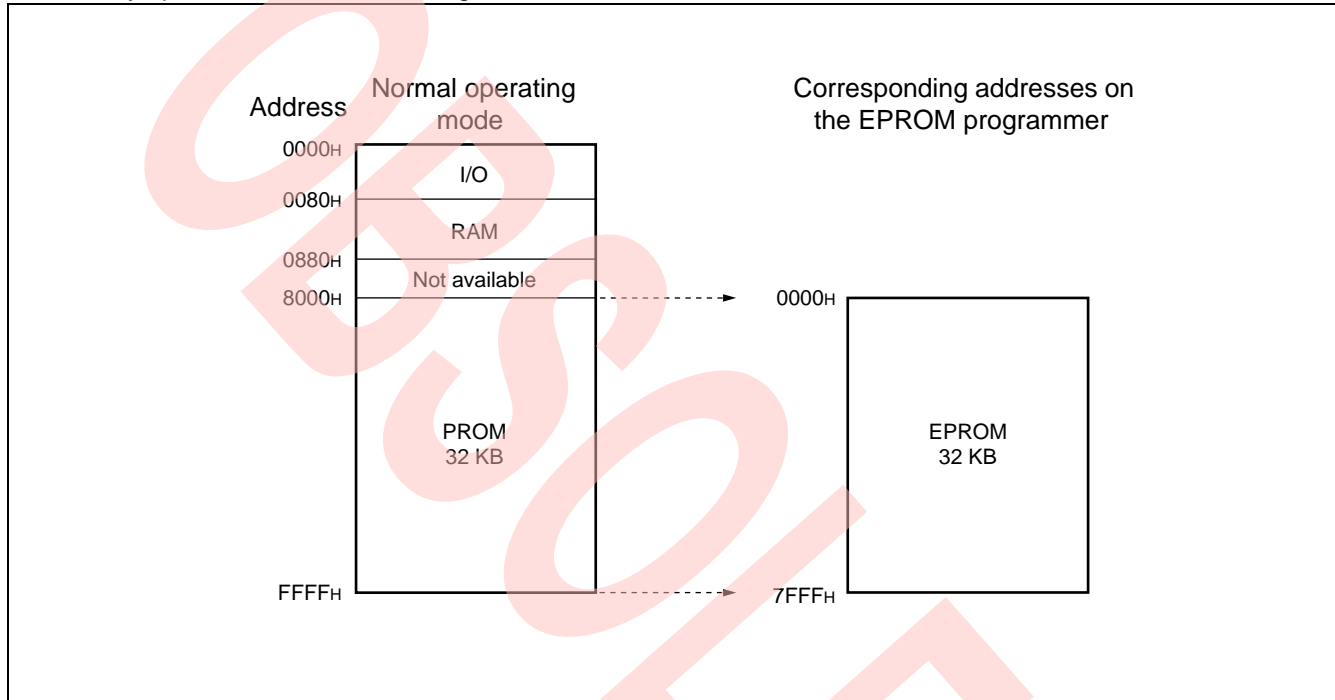 Address
Normal operating
mode
Corresponding addresses on
the EPROM programmer
0000H
I/O
0080H
RAM
0880H
Not available
8000H
0000H
PROM
32 KB
EPROM
32 KB
FFFFH
7FFFH
OBSOLE